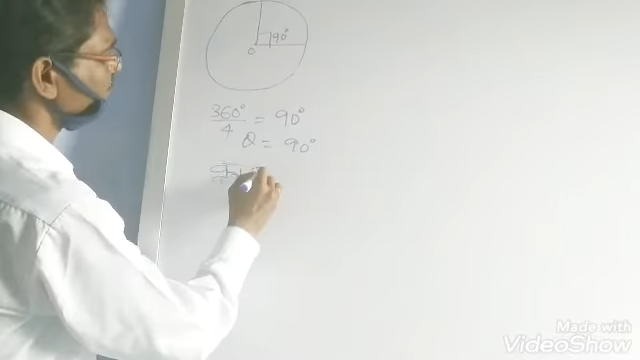 90°
O
360°/4 = 90°
θ = 90°
Made with
VideoShow